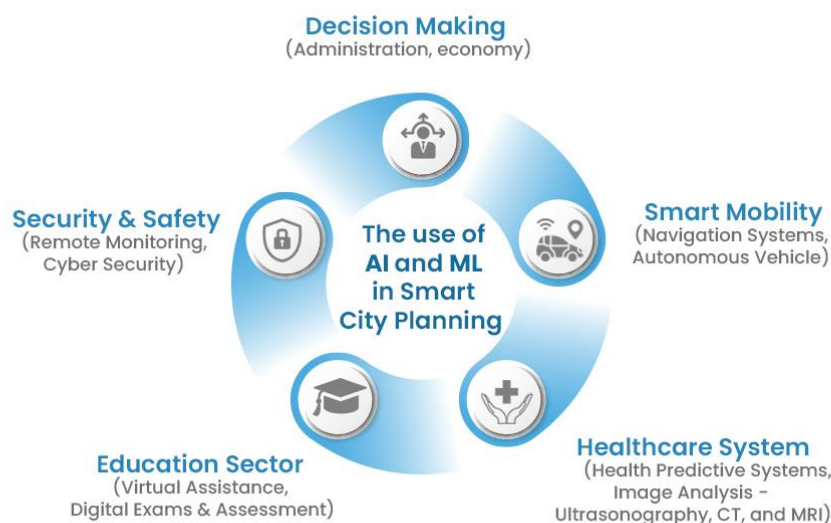 Decision Making
(Administration, economy)
Security & Safety
(Remote Monitoring,
Cyber Security)
The use of
AI and ML
in Smart
City Planning
Smart Mobility
(Navigation Systems,
Autonomous Vehicle)
Education Sector
(Virtual Assistance,
Digital Exams & Assessment)
Healthcare System
(Health Predictive Systems,
Image Analysis -
Ultrasonography, CT, and MRI)